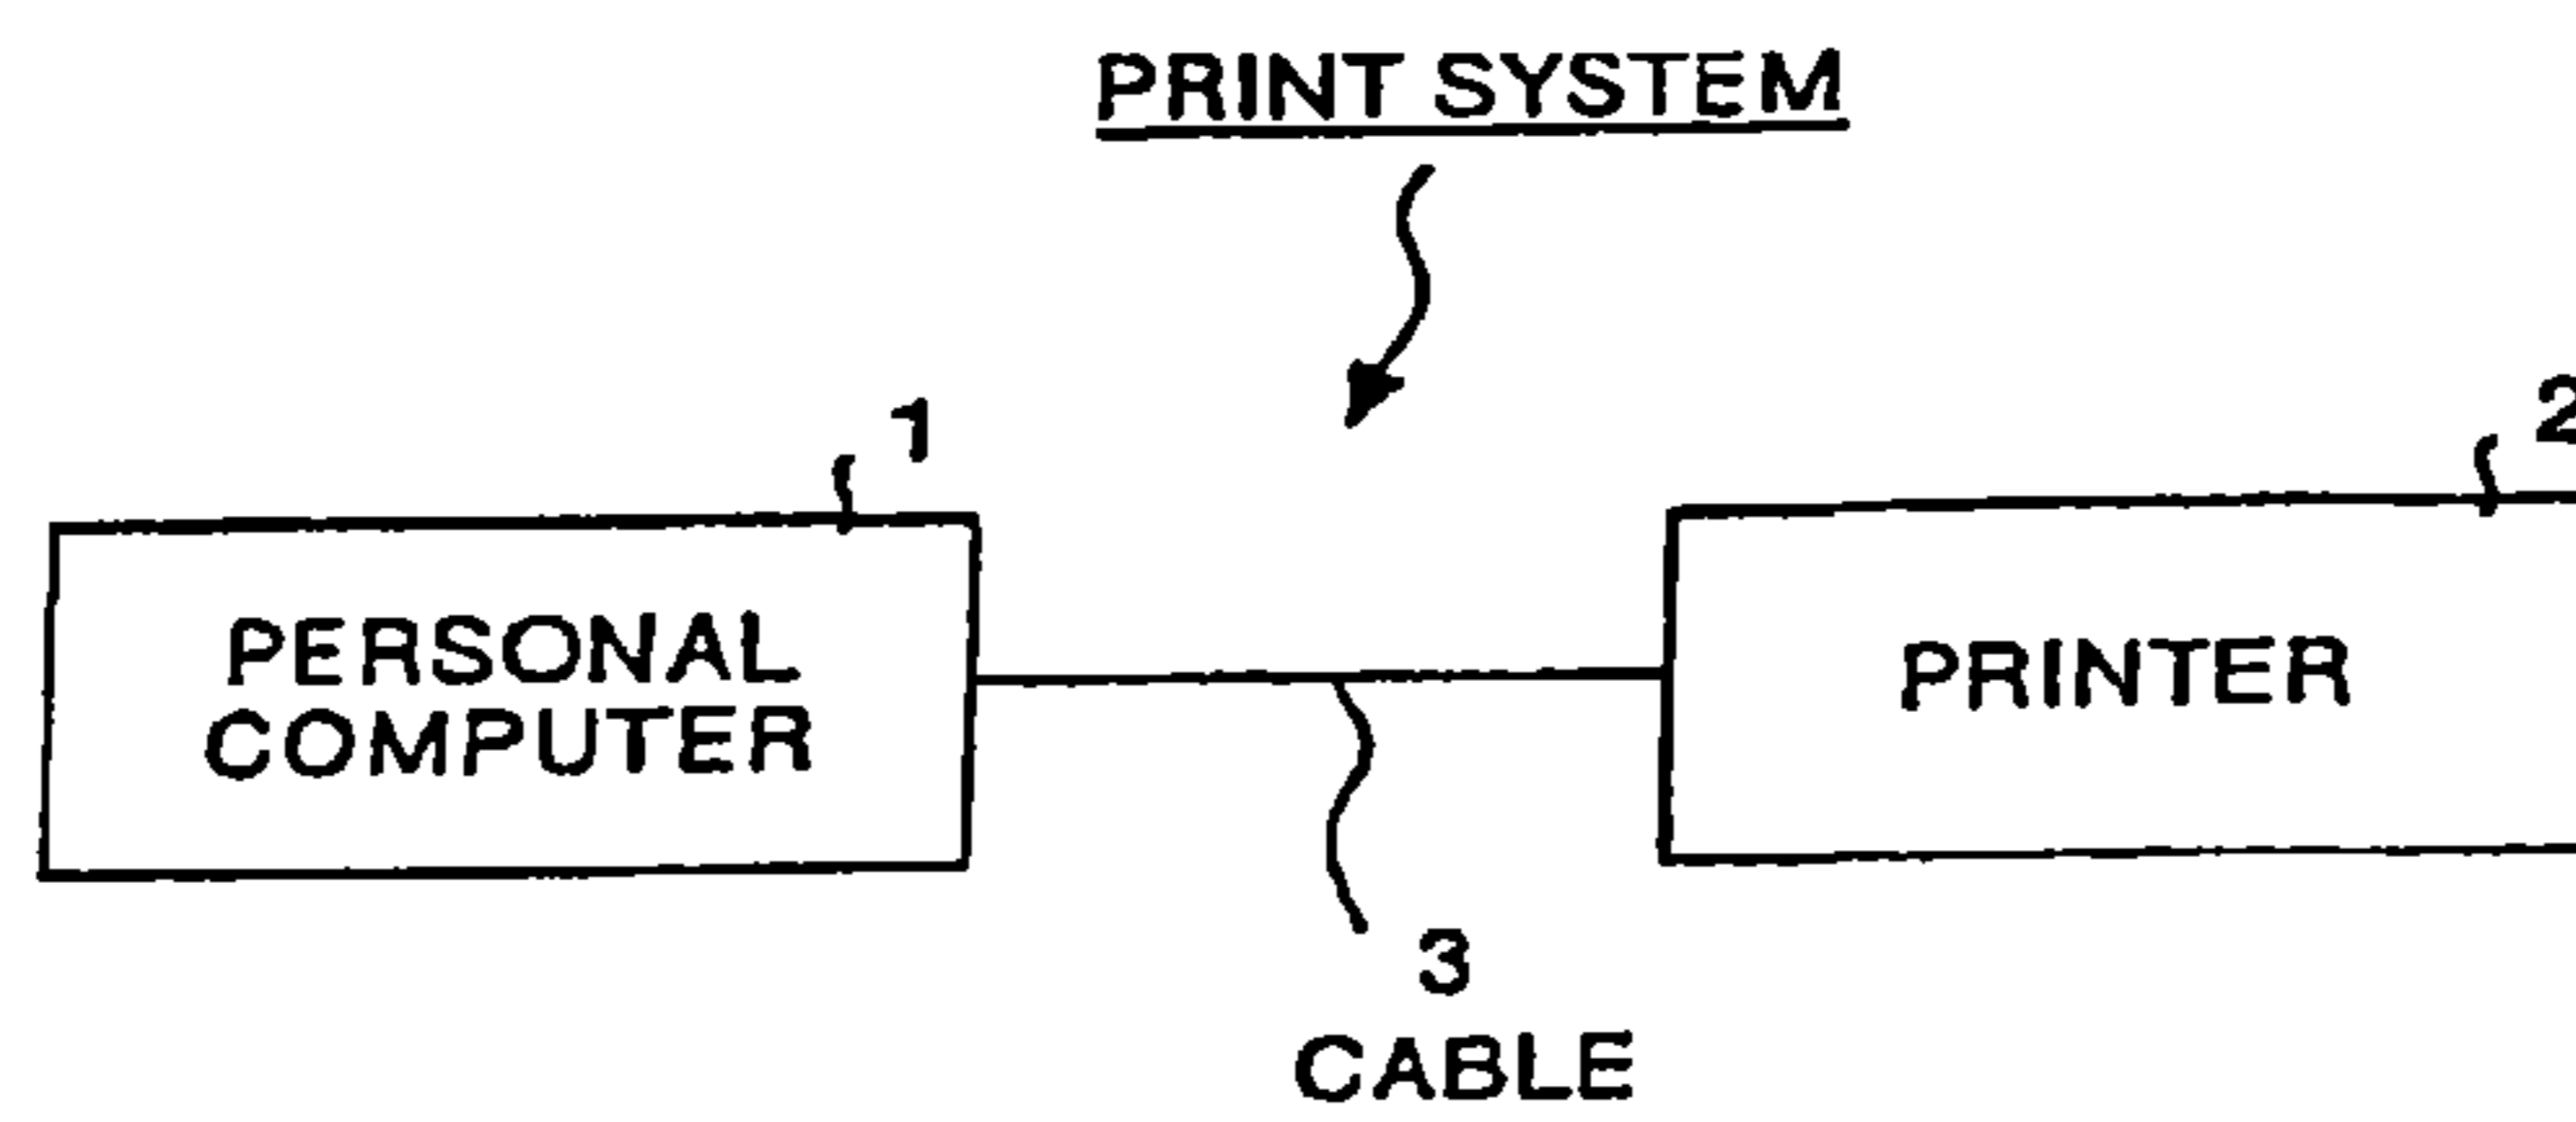 PRINT SYSTEM
1
2
PERSONAL
COMPUTER
PRINTER
3
CABLE